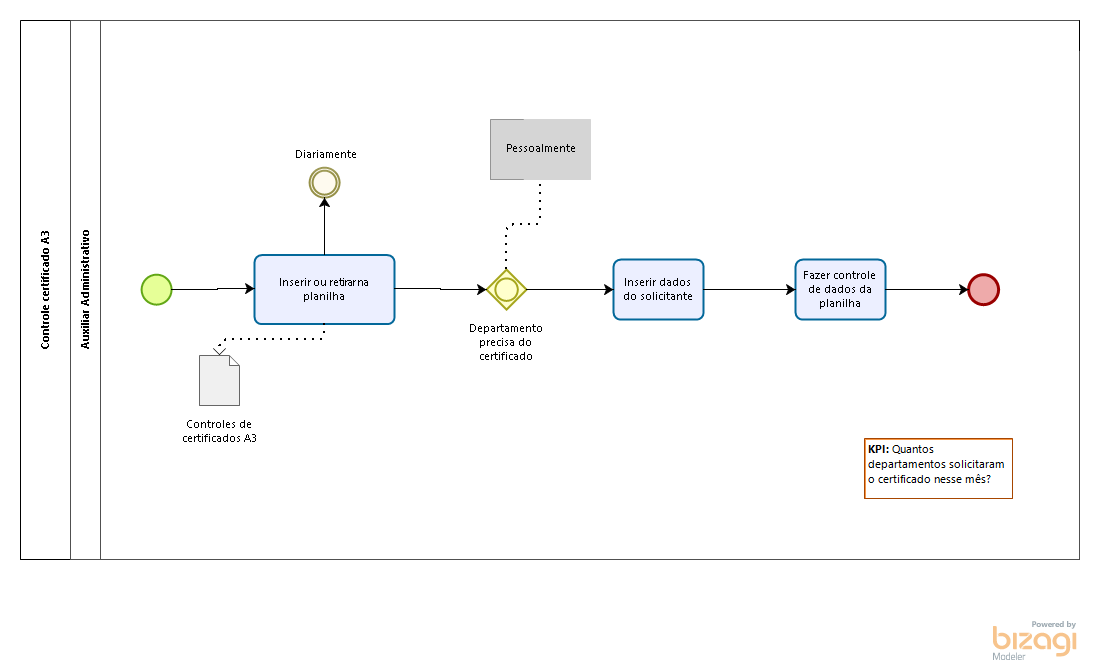 Controle certificado A3
Auxiliar Administrativo
Diariamente
Pessoalmente
Inserir ou retirar na
planilha
Departamento
precisa do
certificado
Inserir dados
do solicitante
Fazer controle
de dados da
planilha
Controles de
certificados A3
KPI: Quantos
departamentos solicitaram
o certificado nesse mês?
Powered by
bizagi
Modeler